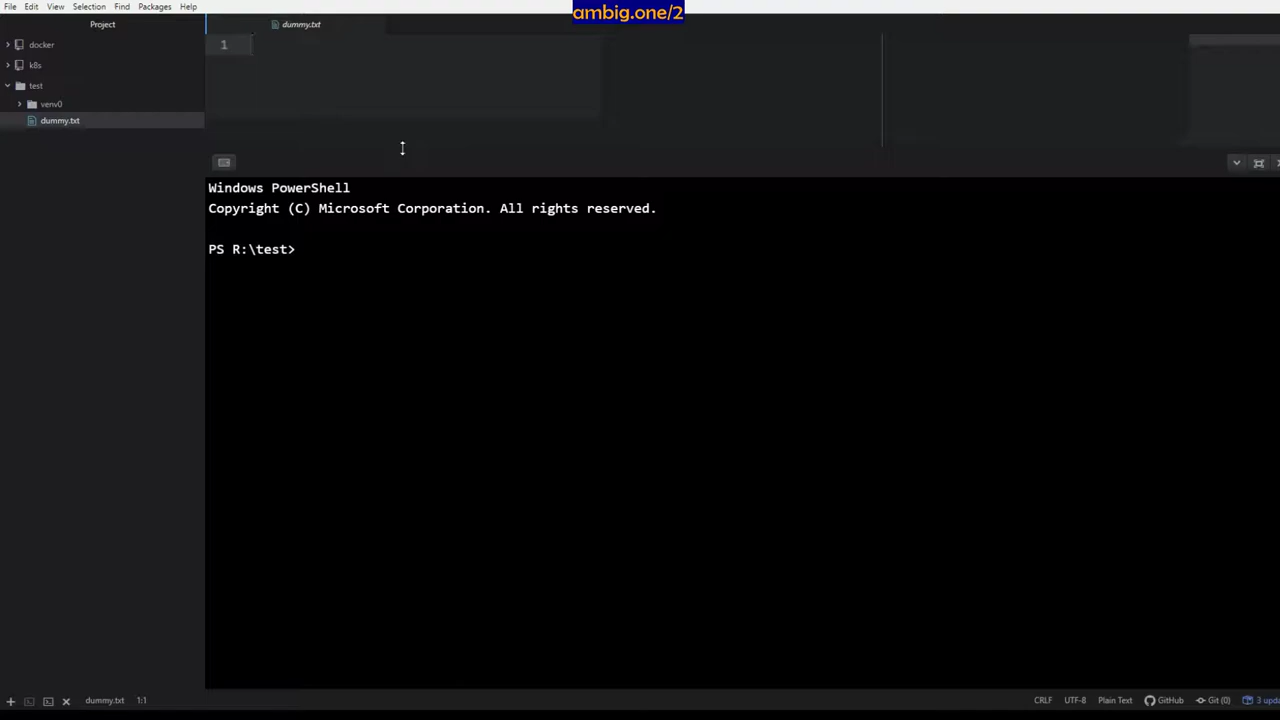 ambig.one/2
File Edit View Selection Find Packages Help
Project
dummy.txt
docker
k8s
test
venv0
dummy.txt
1
Windows PowerShell
Copyright (C) Microsoft Corporation. All rights reserved.
PS R:\test>
dummy.txt 1:1
CRLF UTF-8 Plain Text GitHub Git (0) 3 upd